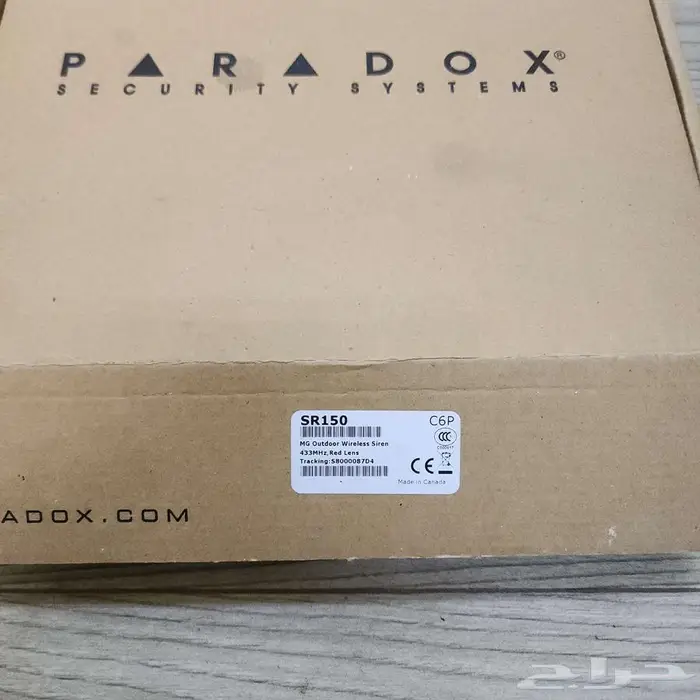 PARADOX®
SECURITY SYSTEMS
SR150
C6P
MG Outdoor Wireless Siren
433MHz,Red Lens
Tracking:SB000087D4
CE
Made in Canada
ADOX.COM
حراج